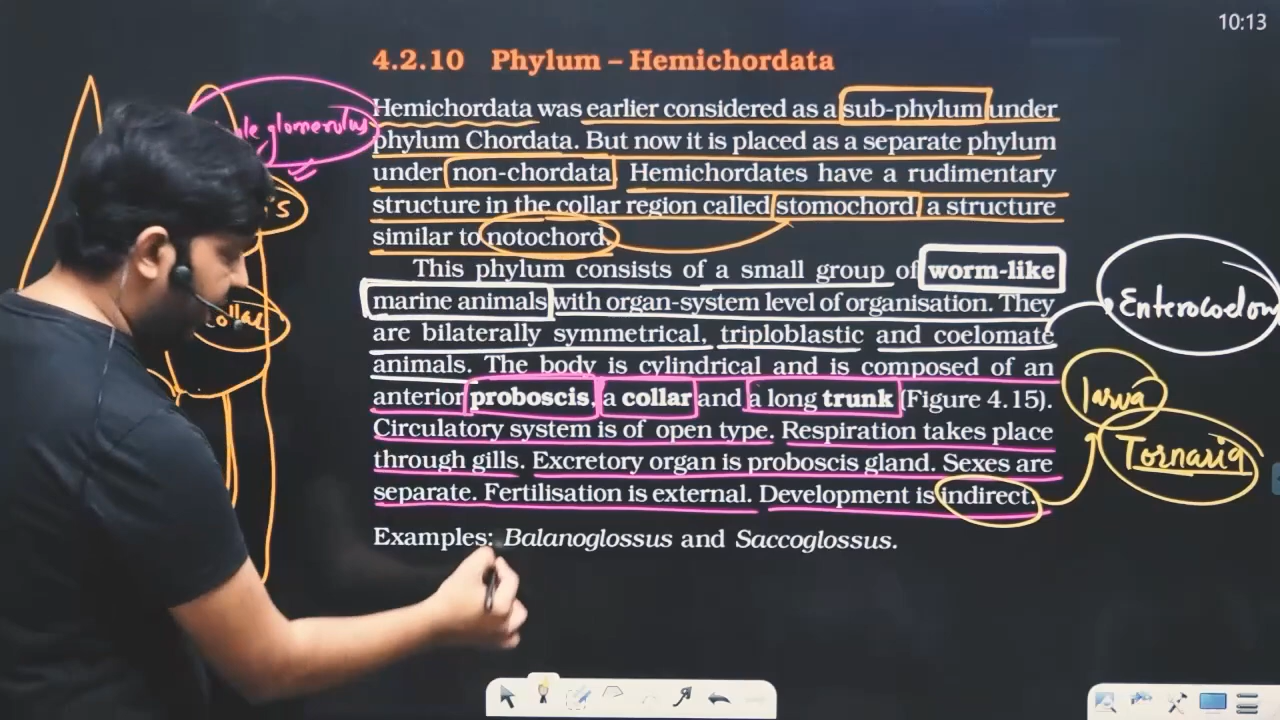 10:13
4.2.10 Phylum – Hemichordata
Hemichordata was earlier considered as a sub-phylum under
phylum Chordata. But now it is placed as a separate phylum
under non-chordata. Hemichordates have a rudimentary
structure in the collar region called stomochord, a structure
similar to notochord.
This phylum consists of a small group of worm-like
marine animals with organ-system level of organisation. They
are bilaterally symmetrical, triploblastic and coelomate
animals. The body is cylindrical and is composed of an
anterior proboscis, a collar and a long trunk (Figure 4.15).
Circulatory system is of open type. Respiration takes place
through gills. Excretory organ is proboscis gland. Sexes are
separate. Fertilisation is external. Development is indirect.
Examples: Balanoglossus and Saccoglossus.
glomerulus
Collar
Enterocoelom
larva
Tornaria